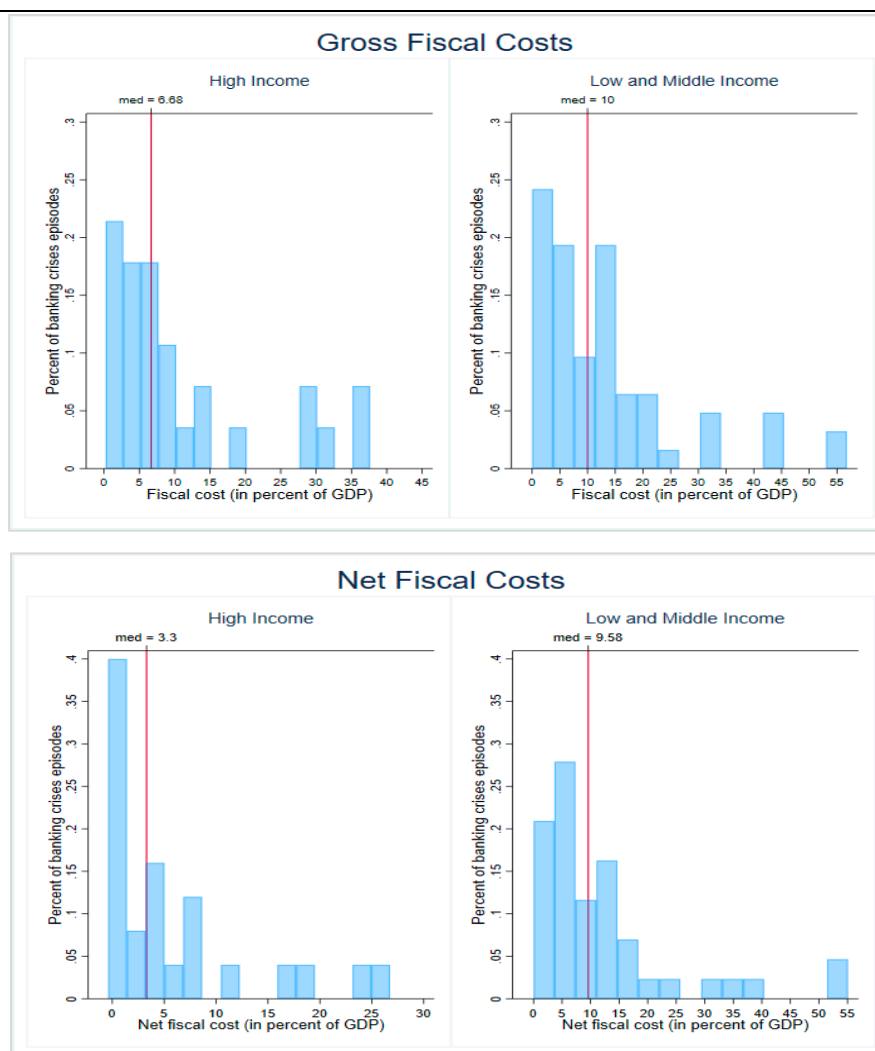 Gross Fiscal Costs
High Income
med = 6.68
Percent of banking crises episodes
.3
.25
.2
.15
.1
.05
0
0 5 10 15 20 25 30 35 40 45
Fiscal cost (in percent of GDP)
Low and Middle Income
med = 10
Percent of banking crises episodes
.3
.25
.2
.15
.1
.05
0
0 5 10 15 20 25 30 35 40 45 50 55
Fiscal cost (in percent of GDP)
Net Fiscal Costs
High Income
med = 3.3
Percent of banking crises episodes
.4
.35
.3
.25
.2
.15
.1
.05
0
0 5 10 15 20 25 30
Net fiscal cost (in percent of GDP)
Low and Middle Income
med = 9.58
Percent of banking crises episodes
.4
.35
.3
.25
.2
.15
.1
.05
0
0 5 10 15 20 25 30 35 40 45 50 55
Net fiscal cost (in percent of GDP)